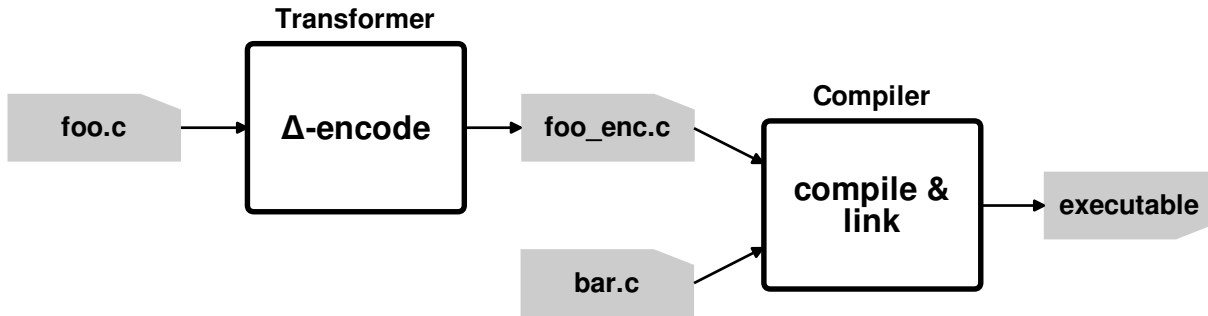 Transformer
foo.c
Δ-encode
foo_enc.c
Compiler
compile &
link
bar.c
executable